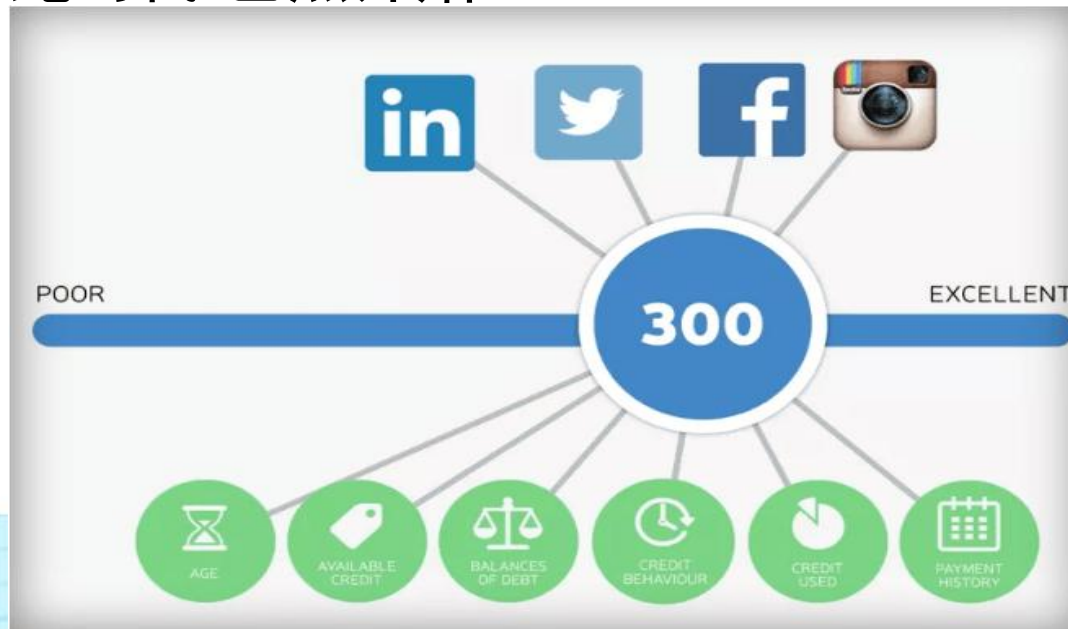 in
f
POOR
EXCELLENT
300
AGE
AVAILABLE
CREDIT
BALANCES
OF DEBT
CREDIT
BEHAVIOUR
CREDIT
USED
PAYMENT
HISTORY